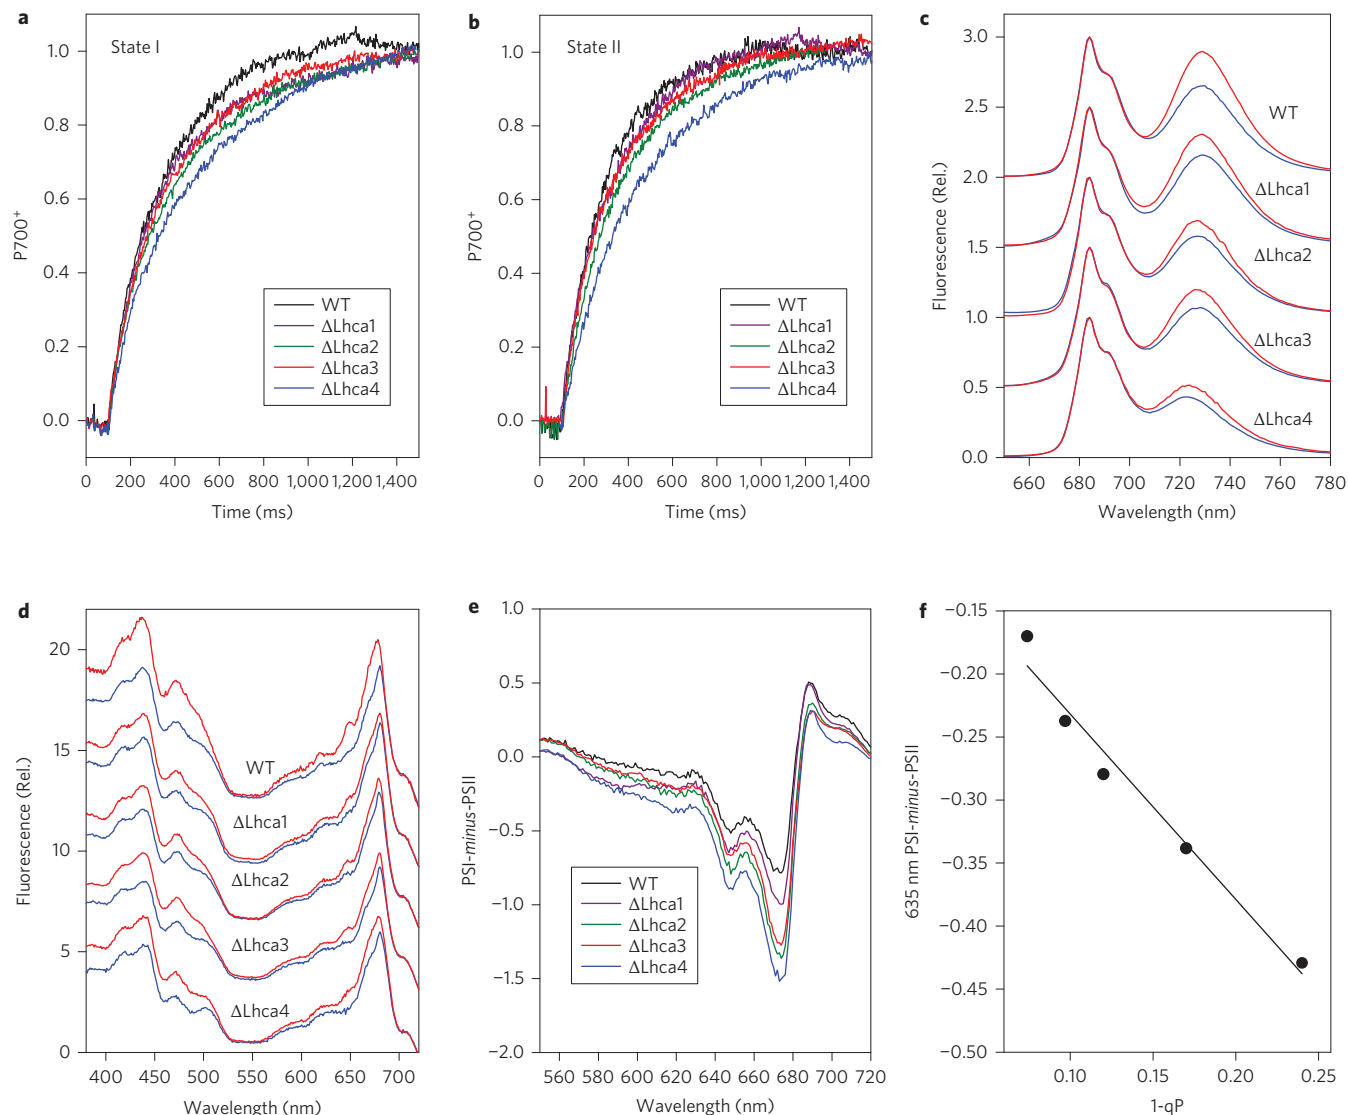 a
State I
1.0
0.8
0.6
0.4
0.2
0.0
P700+
WT
ΔLhca1
ΔLhca2
ΔLhca3
ΔLhca4
0 200 400 600 800 1,000 1,200 1,400
Time (ms)
b
State II
1.0
0.8
0.6
0.4
0.2
0.0
P700+
WT
ΔLhca1
ΔLhca2
ΔLhca3
ΔLhca4
0 200 400 600 800 1,000 1,200 1,400
Time (ms)
c
3.0
2.5
2.0
1.5
1.0
0.5
0.0
Fluorescence (Rel.)
WT
ΔLhca1
ΔLhca2
ΔLhca3
ΔLhca4
660 680 700 720 740 760 780
Wavelength (nm)
d
20
15
10
5
0
Fluorescence (Rel.)
WT
ΔLhca1
ΔLhca2
ΔLhca3
ΔLhca4
400 450 500 550 600 650 700
Wavelength (nm)
e
1.0
0.5
0.0
−0.5
−1.0
−1.5
−2.0
PSI-minus-PSII
WT
ΔLhca1
ΔLhca2
ΔLhca3
ΔLhca4
560 580 600 620 640 660 680 700 720
Wavelength (nm)
f
−0.15
−0.20
−0.25
−0.30
−0.35
−0.40
−0.45
−0.50
635 nm PSI-minus-PSII
0.10 0.15 0.20 0.25
1-qP